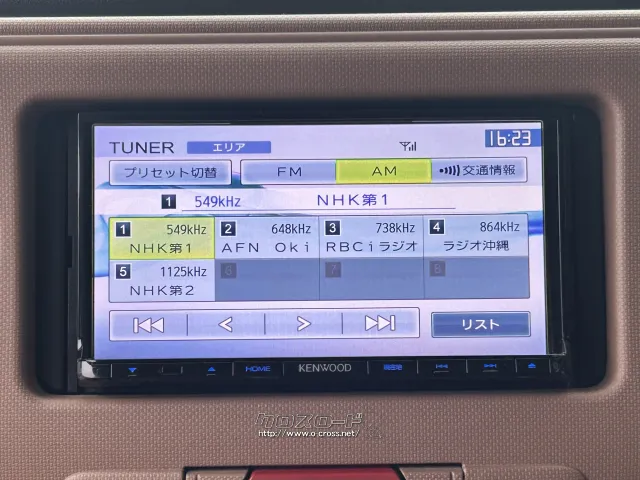 TUNER エリア 16:23
プリセット切替 FM AM 交通情報
1 549kHz NHK第1
1 549kHz 2 648kHz 3 738kHz 4 864kHz
NHK第1 AFN Oki RBCiラジオ ラジオ沖縄
5 1125kHz 6 7 8
NHK第2
リスト
HOME KENWOOD 現在地
クロスロード
http://www.o-cross.net/